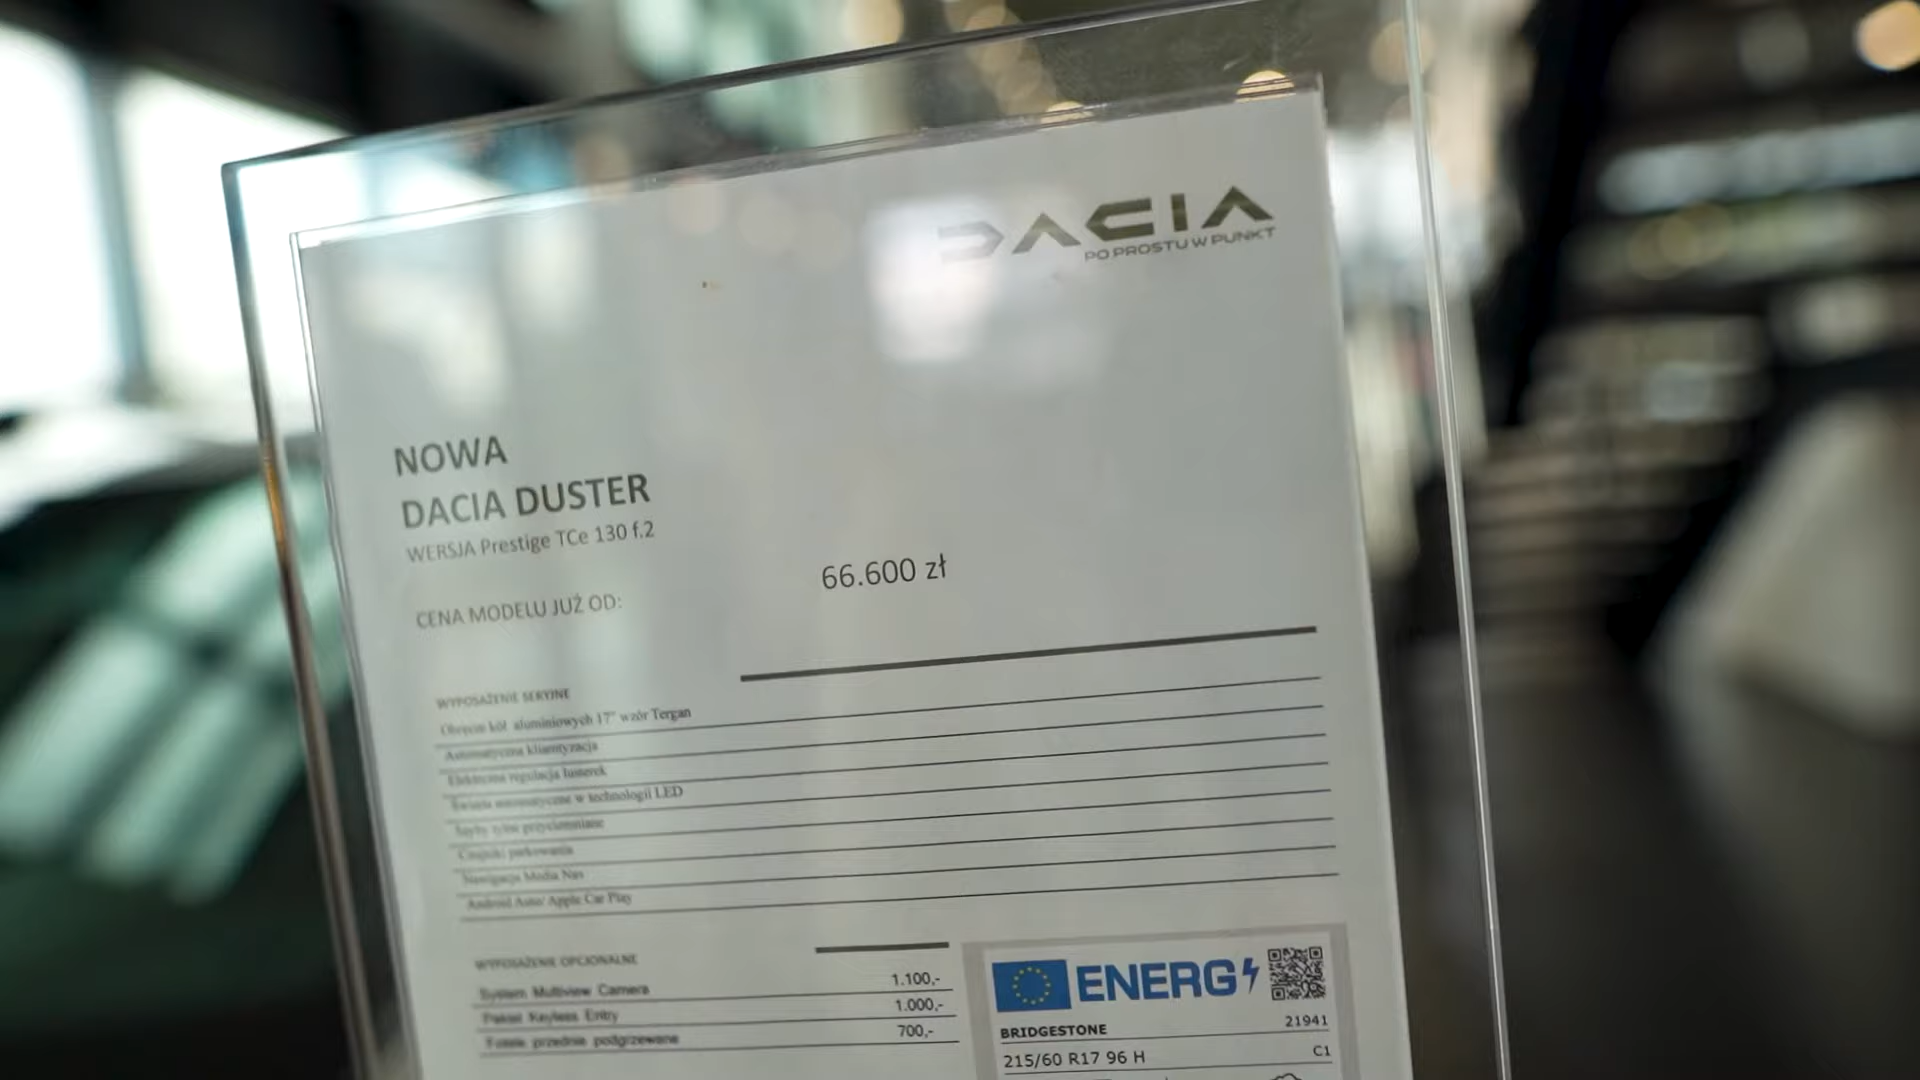 DACIA
PO PROSTU W PUNKT
NOWA
DACIA DUSTER
WERSJA Prestige TCe 130 f.2
CENA MODELU JUŻ OD: 66.600 zł
WYPOSAŻENIE SERYJNE
Obręcze kół aluminiowych 17" wzór Tergan
Automatyczna klimatyzacja
Elektryczna regulacja lusterek
Światła automatyczne w technologii LED
Szyby tylne przyciemniane
Czujniki parkowania
Nawigacja Media Nav
Android Auto/ Apple Car Play
WYPOSAŻENIE OPCJONALNE
System Multiview Camera 1.100,-
Pakiet Keyless Entry 1.000,-
Fotele przednie podgrzewane 700,-
ENERG
BRIDGESTONE 21941
215/60 R17 96 H C1